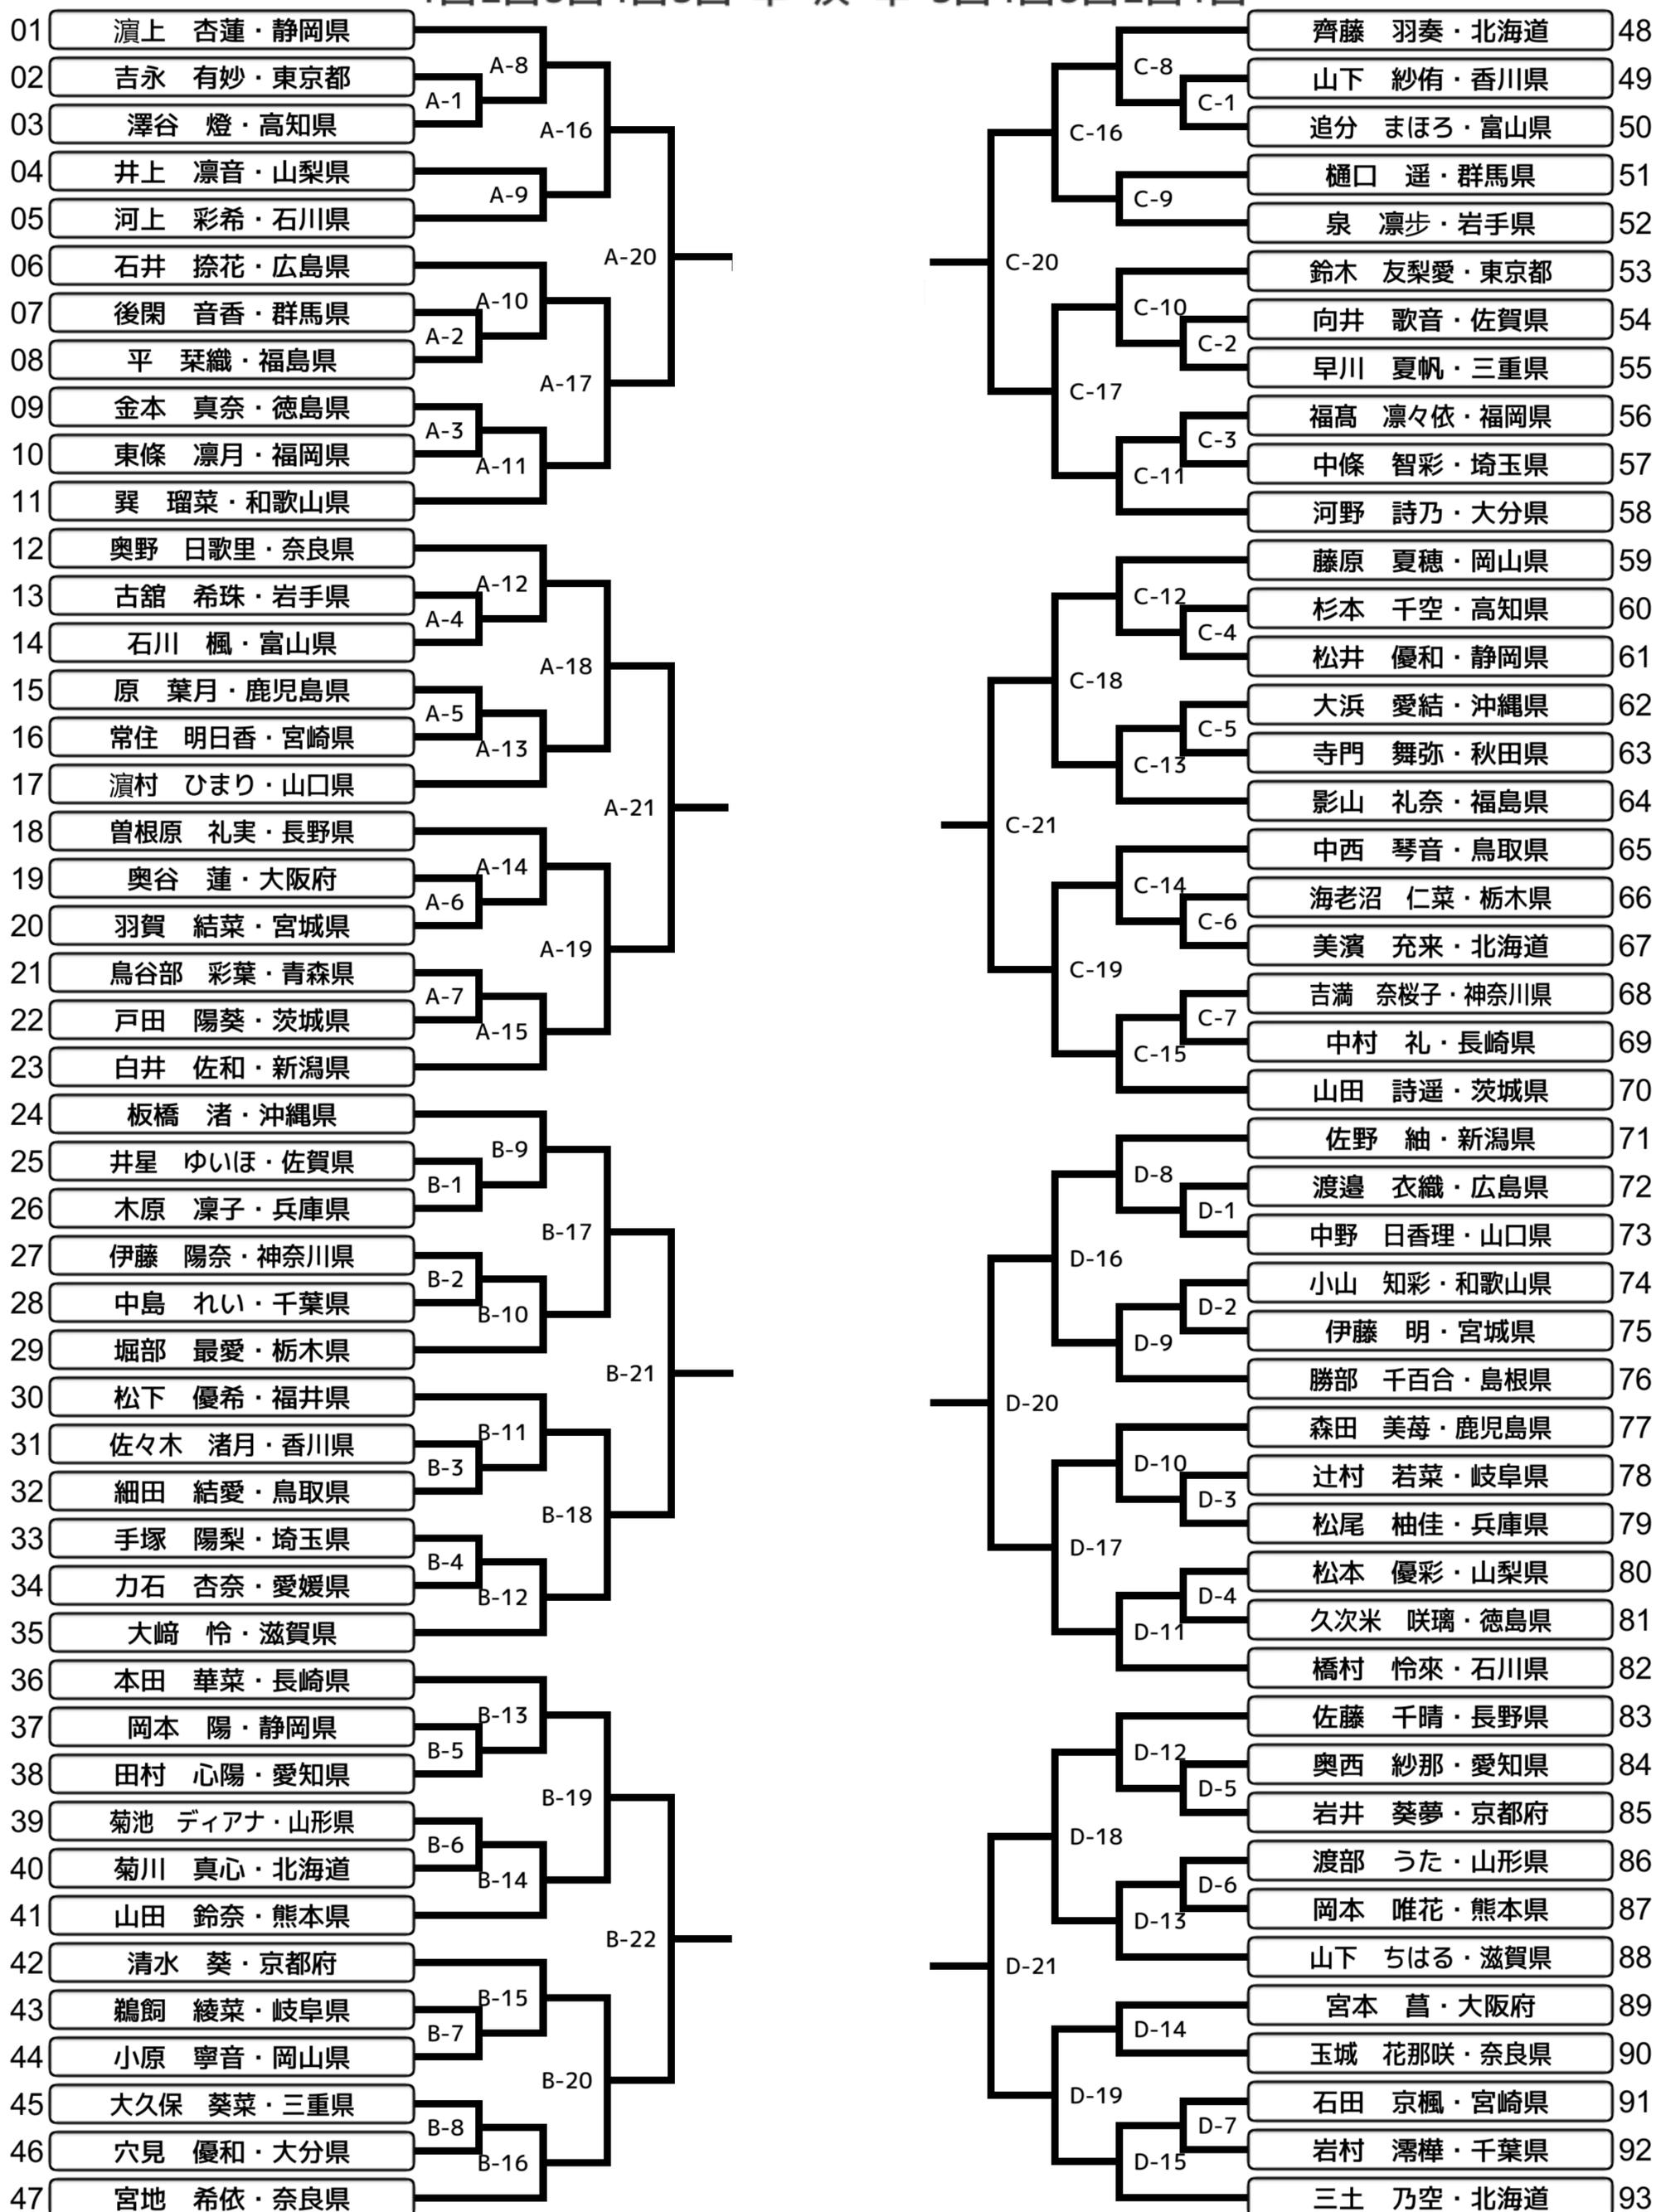 01 濵上 杏蓮・静岡県
02 吉永 有妙・東京都
03 澤谷 燈・高知県
04 井上 凛音・山梨県
05 河上 彩希・石川県
06 石井 捺花・広島県
07 後閑 音香・群馬県
08 平 栞織・福島県
09 金本 真奈・徳島県
10 東條 凛月・福岡県
11 巽 瑠菜・和歌山県
12 奥野 日歌里・奈良県
13 古舘 希珠・岩手県
14 石川 楓・富山県
15 原 葉月・鹿児島県
16 常住 明日香・宮崎県
17 濵村 ひまり・山口県
18 曽根原 礼実・長野県
19 奥谷 蓮・大阪府
20 羽賀 結菜・宮城県
21 鳥谷部 彩葉・青森県
22 戸田 陽葵・茨城県
23 白井 佐和・新潟県
24 板橋 渚・沖縄県
25 井星 ゆいほ・佐賀県
26 木原 凜子・兵庫県
27 伊藤 陽奈・神奈川県
28 中島 れい・千葉県
29 堀部 最愛・栃木県
30 松下 優希・福井県
31 佐々木 渚月・香川県
32 細田 結愛・鳥取県
33 手塚 陽梨・埼玉県
34 力石 杏奈・愛媛県
35 大﨑 怜・滋賀県
36 本田 華菜・長崎県
37 岡本 陽・静岡県
38 田村 心陽・愛知県
39 菊池 ディアナ・山形県
40 菊川 真心・北海道
41 山田 鈴奈・熊本県
42 清水 葵・京都府
43 鵜飼 綾菜・岐阜県
44 小原 寧音・岡山県
45 大久保 葵菜・三重県
46 穴見 優和・大分県
47 宮地 希依・奈良県
A-1
A-2
A-3
A-4
A-5
A-6
A-7
B-1
B-2
B-3
B-4
B-5
B-6
B-7
B-8
A-8
A-9
A-10
A-11
A-12
A-13
A-14
A-15
B-9
B-10
B-11
B-12
B-13
B-14
B-15
B-16
A-16
A-17
A-18
A-19
B-17
B-18
B-19
B-20
A-20
A-21
B-21
B-22
C-20
C-21
D-20
D-21
C-16
C-17
C-18
C-19
D-16
D-17
D-18
D-19
C-8
C-9
C-10
C-11
C-12
C-13
C-14
C-15
D-8
D-9
D-10
D-11
D-12
D-13
D-14
D-15
C-1
C-2
C-3
C-4
C-5
C-6
C-7
D-1
D-2
D-3
D-4
D-5
D-6
D-7
齊藤 羽奏・北海道 48
山下 紗侑・香川県 49
追分 まほろ・富山県 50
樋口 遥・群馬県 51
泉 凛歩・岩手県 52
鈴木 友梨愛・東京都 53
向井 歌音・佐賀県 54
早川 夏帆・三重県 55
福髙 凛々依・福岡県 56
中條 智彩・埼玉県 57
河野 詩乃・大分県 58
藤原 夏穂・岡山県 59
杉本 千空・高知県 60
松井 優和・静岡県 61
大浜 愛結・沖縄県 62
寺門 舞弥・秋田県 63
影山 礼奈・福島県 64
中西 琴音・鳥取県 65
海老沼 仁菜・栃木県 66
美濱 充来・北海道 67
吉満 奈桜子・神奈川県 68
中村 礼・長崎県 69
山田 詩遥・茨城県 70
佐野 紬・新潟県 71
渡邉 衣織・広島県 72
中野 日香理・山口県 73
小山 知彩・和歌山県 74
伊藤 明・宮城県 75
勝部 千百合・島根県 76
森田 美苺・鹿児島県 77
辻村 若菜・岐阜県 78
松尾 柚佳・兵庫県 79
松本 優彩・山梨県 80
久次米 咲璃・徳島県 81
橋村 怜來・石川県 82
佐藤 千晴・長野県 83
奥西 紗那・愛知県 84
岩井 葵夢・京都府 85
渡部 うた・山形県 86
岡本 唯花・熊本県 87
山下 ちはる・滋賀県 88
宮本 菖・大阪府 89
玉城 花那咲・奈良県 90
石田 京楓・宮崎県 91
岩村 澪樺・千葉県 92
三土 乃空・北海道 93